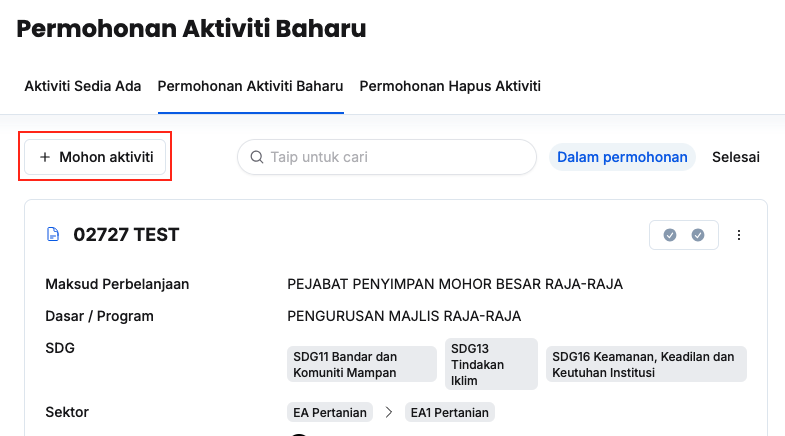 Permohonan Aktiviti Baharu
Aktiviti Sedia Ada Permohonan Aktiviti Baharu Permohonan Hapus Aktiviti
+ Mohon aktiviti Taip untuk cari Dalam permohonan Selesai
02727 TEST
Maksud Perbelanjaan PEJABAT PENYIMPAN MOHOR BESAR RAJA-RAJA
Dasar / Program PENGURUSAN MAJLIS RAJA-RAJA
SDG
SDG11 Bandar dan
Komuniti Mampan
SDG13
Tindakan
Iklim
SDG16 Keamanan, Keadilan dan
Keutuhan Institusi
Sektor EA Pertanian > EA1 Pertanian